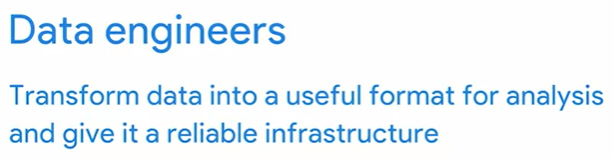 Data engineers
Transform data into a useful format for analysis
and give it a reliable infrastructure